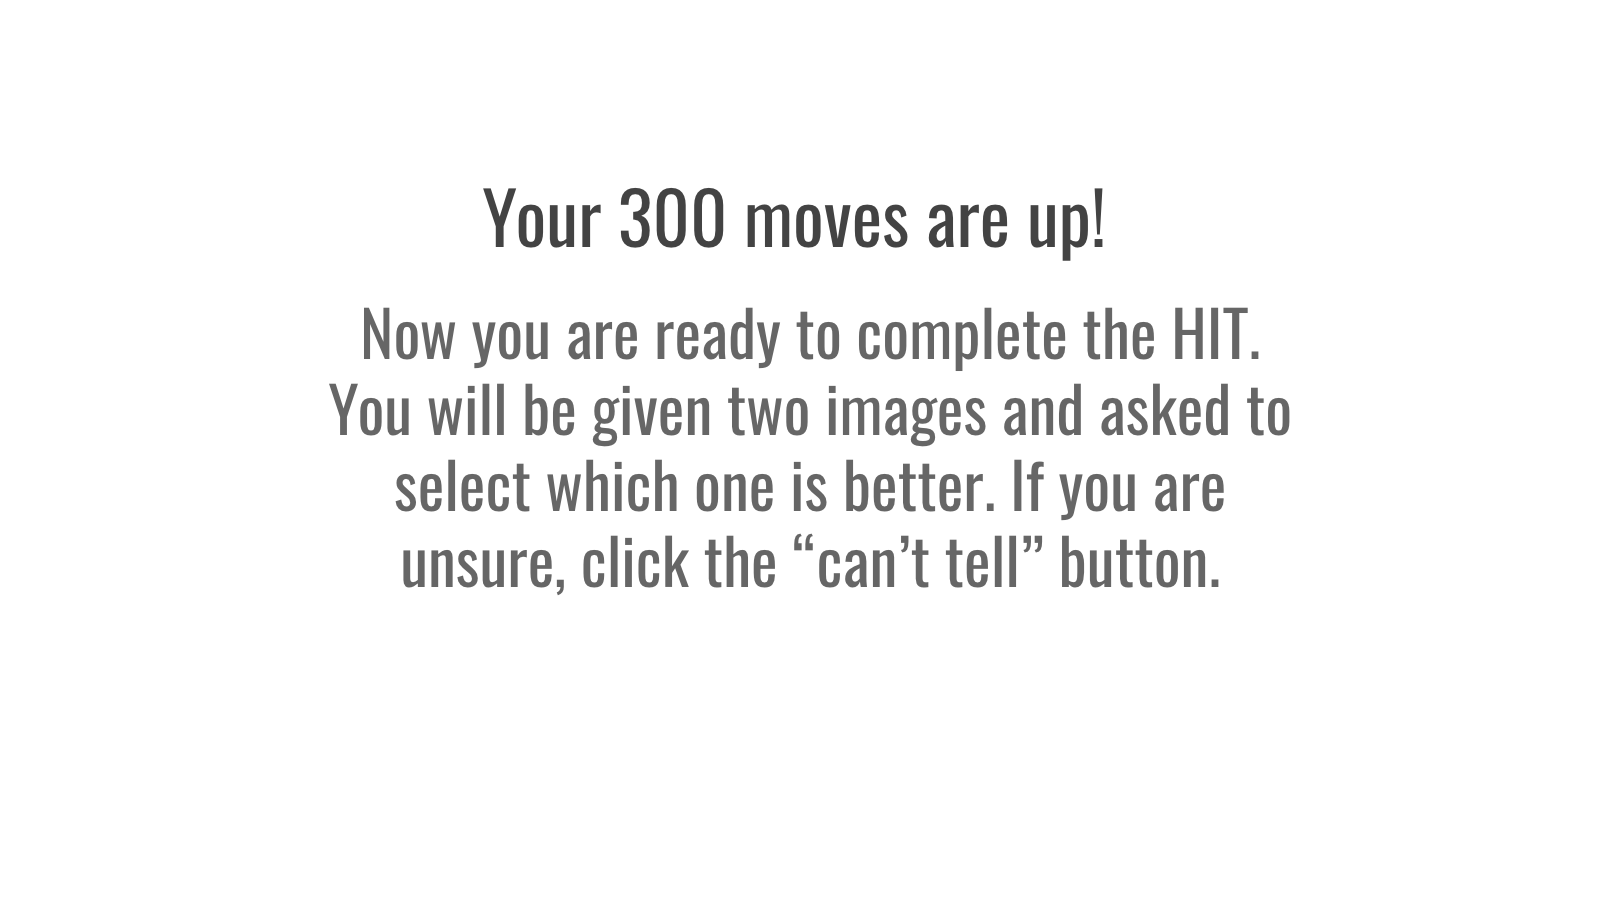 Your 300 moves are up!
Now you are ready to complete the HIT.
You will be given two images and asked to
select which one is better. If you are
unsure, click the “can’t tell” button.